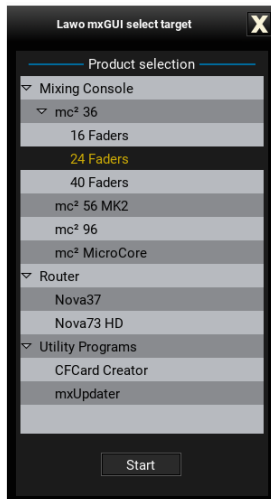 Lawo mxGUI select target
X
Product selection
Mixing Console
mc² 36
16 Faders
24 Faders
40 Faders
mc² 56 MK2
mc² 96
mc² MicroCore
Router
Nova37
Nova73 HD
Utility Programs
CFCard Creator
mxUpdater
Start